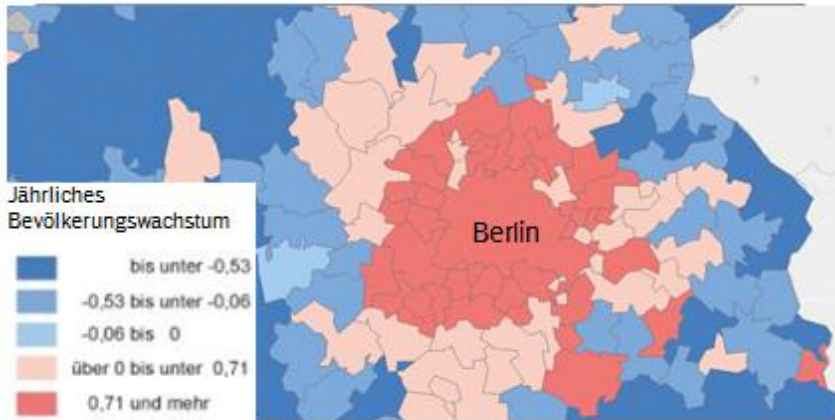 Berlin
Jährliches
Bevölkerungswachstum
bis unter -0,53
-0,53 bis unter -0,06
-0,06 bis 0
über 0 bis unter 0,71
0,71 und mehr